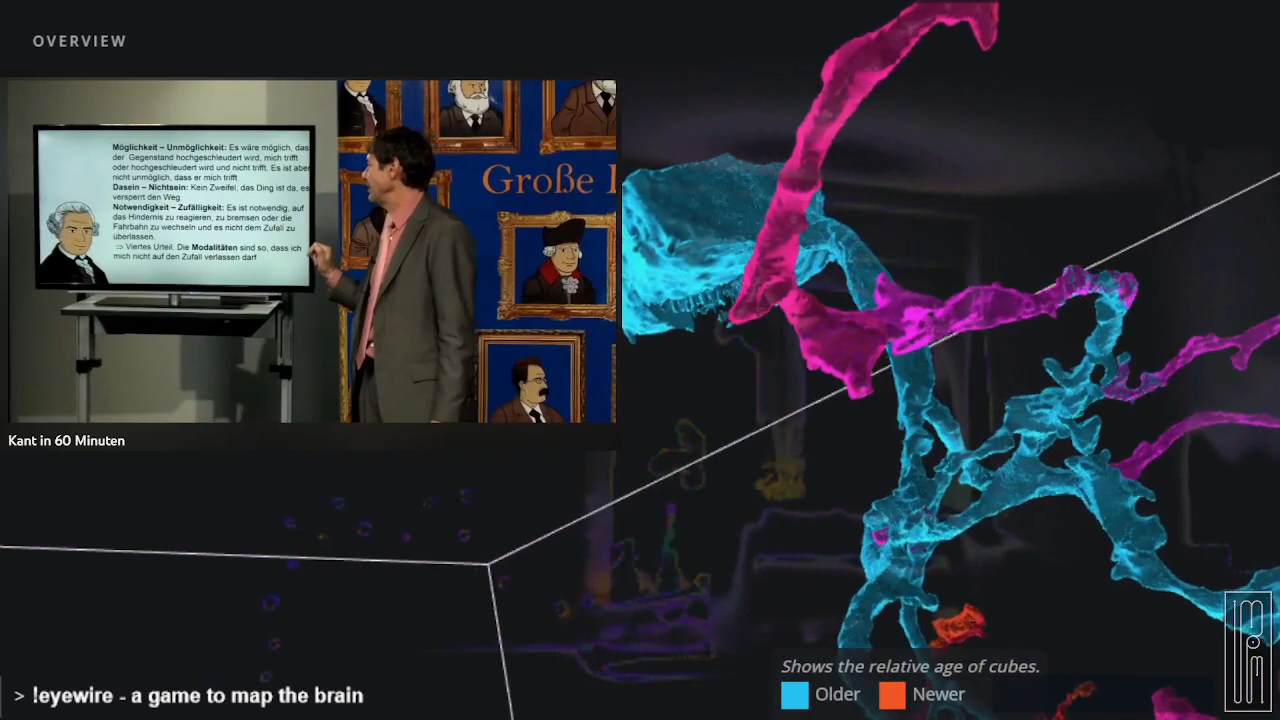 OVERVIEW
Möglichkeit – Unmöglichkeit: Es wäre möglich, das
der Gegenstand hochgeschleudert wird, mich trifft
oder hochgeschleudert wird und nicht trifft. Es ist aber
nicht unmöglich, dass er mich trifft.
Dasein – Nichtsein: Kein Zweifel, das Ding ist da, es
versperrt den Weg.
Notwendigkeit – Zufälligkeit: Es ist notwendig, auf
das Hindernis zu reagieren, zu bremsen oder die
Fahrbahn zu wechseln und es nicht dem Zufall zu
überlassen.
⇒ Viertes Urteil: Die Modalitäten sind so, dass ich
mich nicht auf den Zufall verlassen darf
Große
Kant in 60 Minuten
> !eyewire - a game to map the brain
Shows the relative age of cubes.
Older Newer